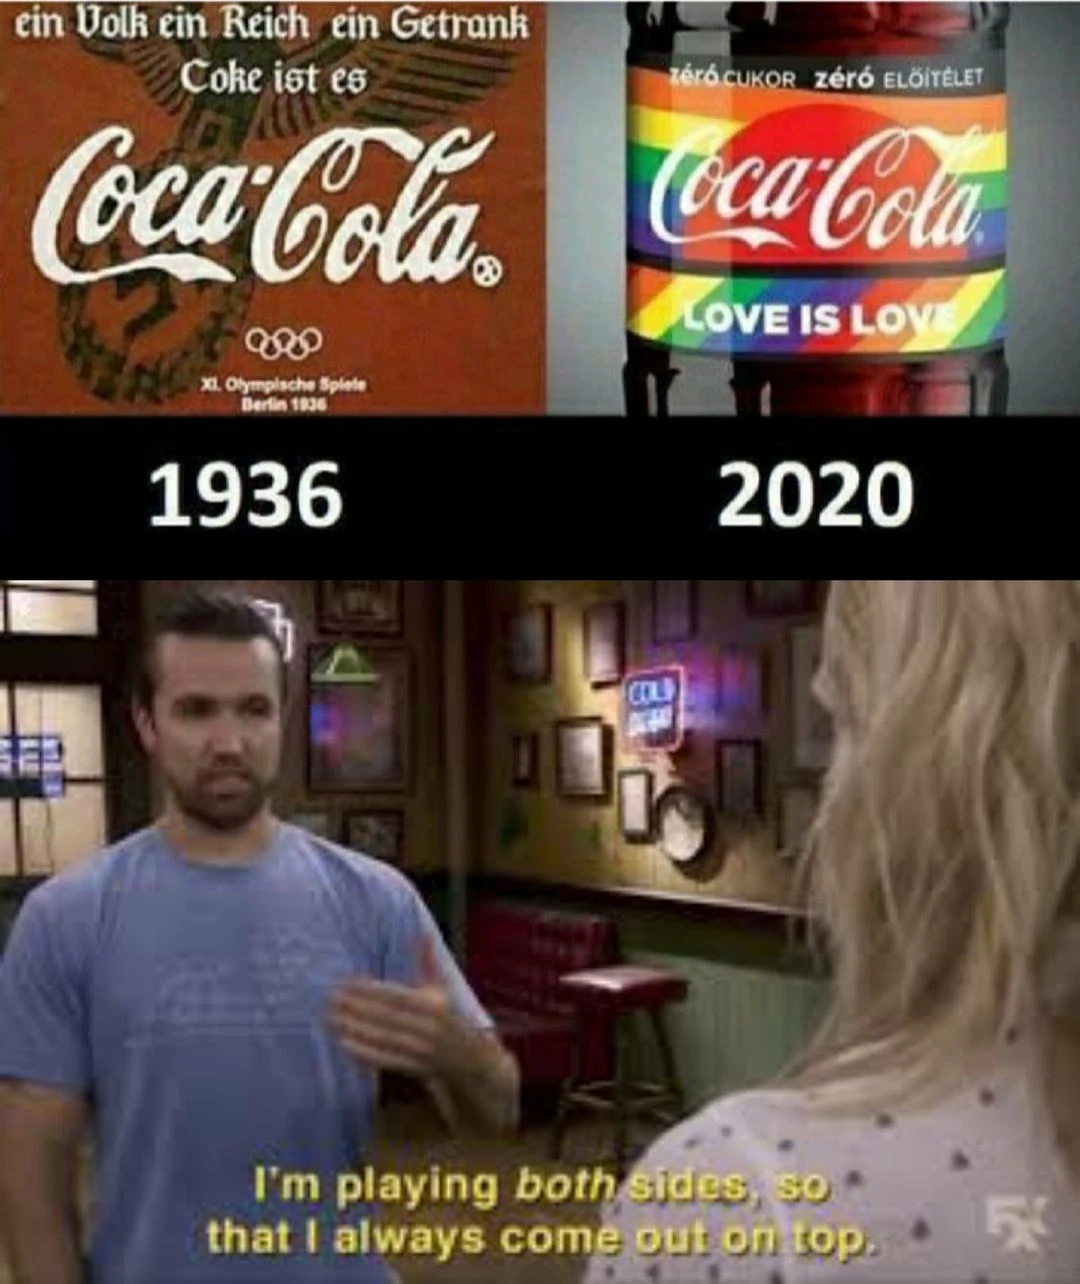 ein Volk ein Reich ein Getrank
Coke ist es
Coca-Cola
XI. Olympische Spiele
Berlin 1936
zéró CUKOR zéró ELŐÍTÉLET
Coca-Cola
LOVE IS LOVE
1936
2020
COLD
I'm playing both sides, so
that I always come out on top.
FX